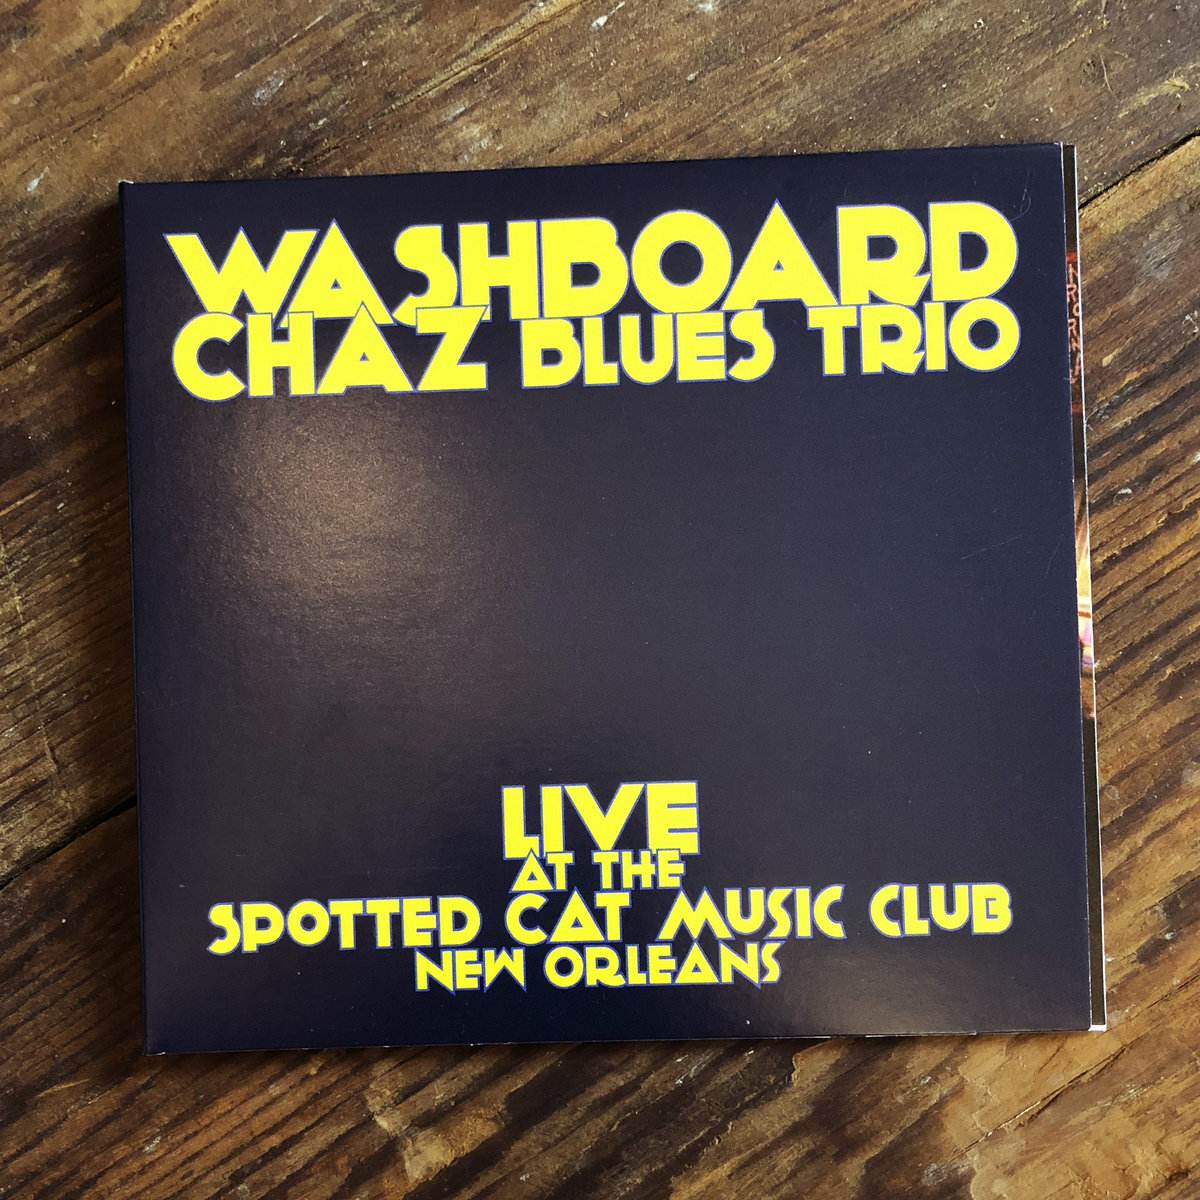 WASHBOARD
CHAZ BLUES TRIO
LIVE
AT THE
SPOTTED CAT MUSIC CLUB
NEW ORLEANS